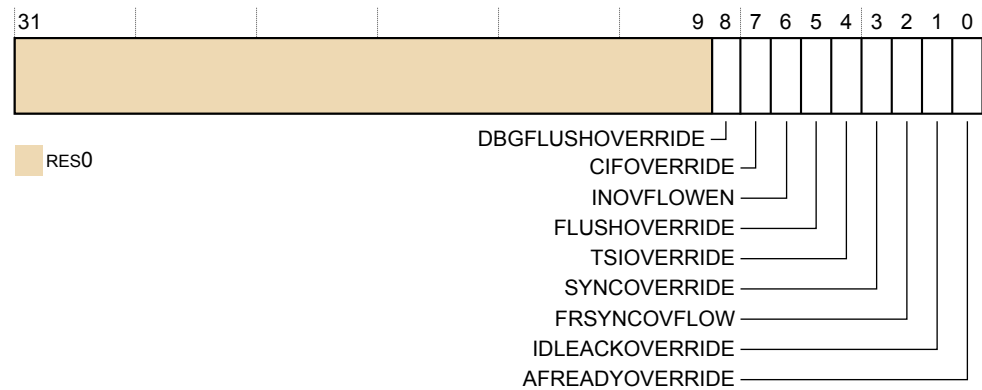 31 9 8 7 6 5 4 3 2 1 0
DBGFLUSHOVERRIDE
RES0
CIFOVERRIDE
INOVFLOWEN
FLUSHOVERRIDE
TSIOVERRIDE
SYNCOVERRIDE
FRSYNCOVFLOW
IDLEACKOVERRIDE
AFREADYOVERRIDE